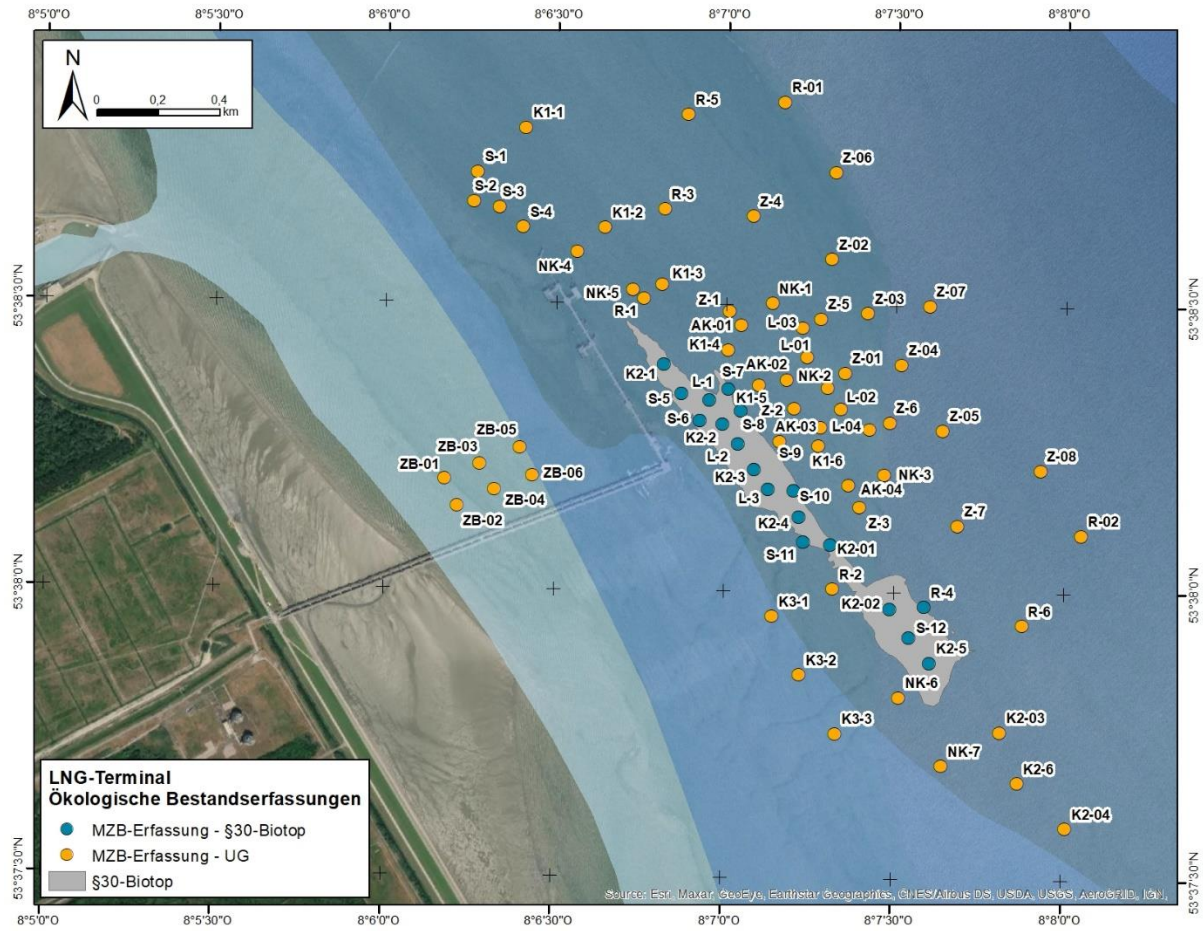 8°5'0"O
8°5'30"O
8°6'0"O
8°6'30"O
8°7'0"O
8°7'30"O
8°8'0"O
N
0
0,2
0,4
km
R-01
R-5
K1-1
S-1
Z-06
S-2
S-3
R-3
S-4
K1-2
Z-4
Z-02
NK-4
K1-3
NK-5
NK-1
Z-07
Z-03
Z-1
Z-5
R-1
AK-01
L-03
53°38'30"N
53°38'30"N
K1-4
L-01
Z-04
AK-02
S-7
Z-01
K2-1
NK-2
L-1
S-5
K1-5
L-02
Z-2
Z-6
Z-05
S-6
S-8
AK-03
L-04
K2-2
ZB-05
S-9
ZB-03
L-2
K1-6
Z-08
ZB-01
ZB-06
K2-3
NK-3
ZB-04
L-3
S-10
AK-04
ZB-02
K2-4
Z-3
Z-7
R-02
S-11
K2-01
53°38'0"N
53°38'0"N
R-2
K3-1
K2-02
R-4
R-6
S-12
K2-5
K3-2
NK-6
K3-3
K2-03
NK-7
K2-6
K2-04
LNG-Terminal
Ökologische Bestandserfassungen
MZB-Erfassung - §30-Biotop
MZB-Erfassung - UG
§30-Biotop
53°37'30"N
53°37'30"N
Source: Esri, Maxar, GeoEye, Earthstar Geographics, CNES/Airbus DS, USDA, USGS, AeroGRID, IGN,
8°5'0"O
8°5'30"O
8°6'0"O
8°6'30"O
8°7'0"O
8°7'30"O
8°8'0"O